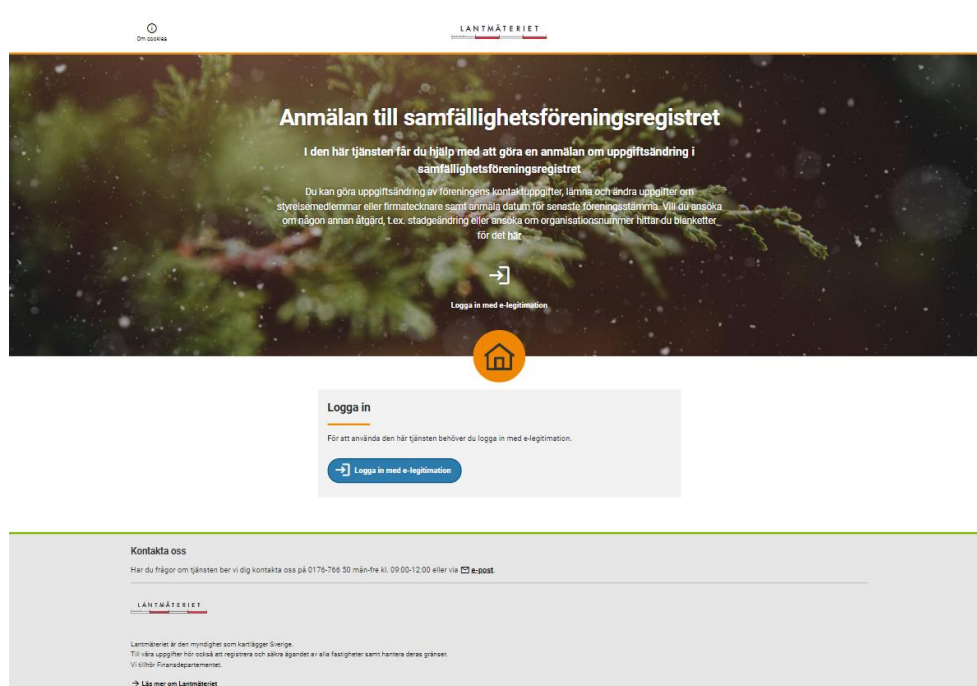 Om cookies
LANTMÄTERIET
Anmälan till samfällighetsföreningsregistret
I den här tjänsten får du hjälp med att göra en anmälan om uppgiftsändring i
samfällighetsföreningsregistret
Du kan göra uppgiftsändring av föreningens kontaktuppgifter, lämna och ändra uppgifter om
styrelsemedlemmar eller firmatecknare samt anmäla datum för senaste föreningsstämma. Vill du ansöka
om någon annan åtgärd, t.ex. stadgeändring eller ansöka om organisationsnummer hittar du blanketter
för det här
Logga in med e-legitimation
Logga in
För att använda den här tjänsten behöver du logga in med e-legitimation.
Logga in med e-legitimation
Kontakta oss
Har du frågor om tjänsten ber vi dig kontakta oss på 0176-766 50 mån-fre kl. 09:00-12:00 eller via e-post.
LANTMÄTERIET
Lantmäteriet är den myndighet som kartlägger Sverige.
Till våra uppgifter hör också att registrera och säkra ägandet av alla fastigheter samt hantera deras gränser.
Vi tillhör Finansdepartementet.
→ Läs mer om Lantmäteriet